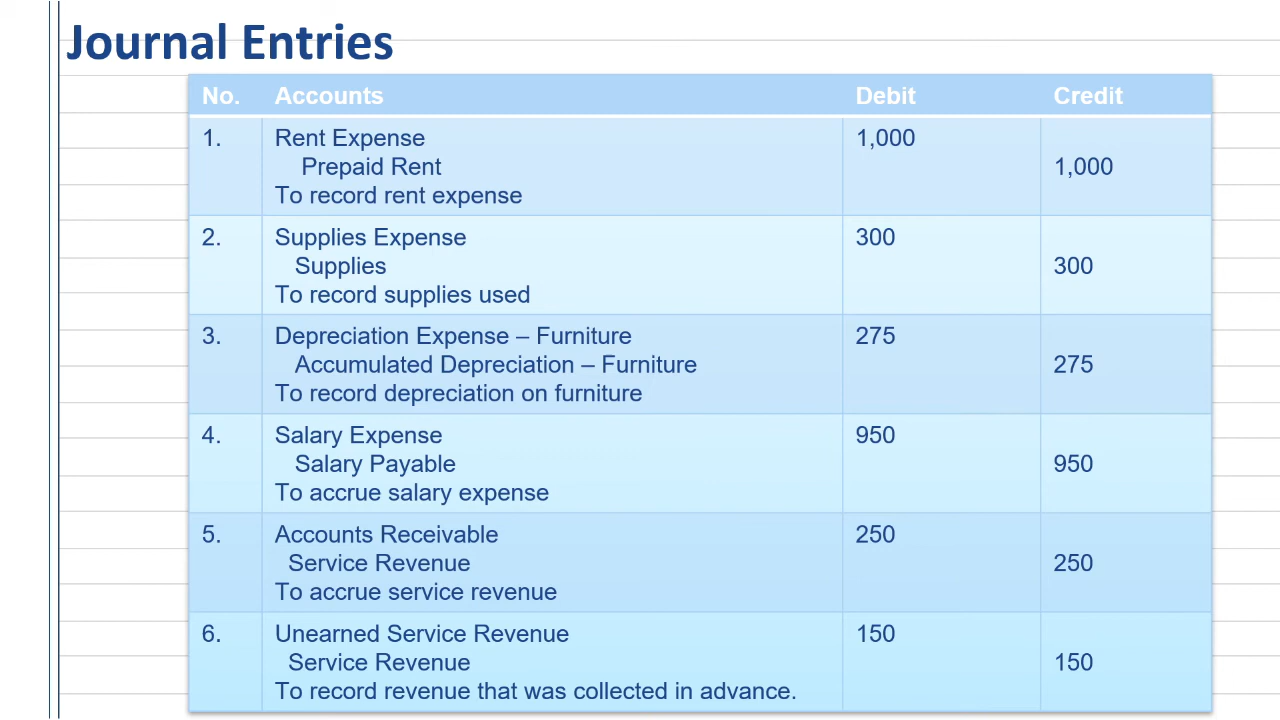 Journal Entries
No. Accounts Debit Credit
1. Rent Expense 1,000
Prepaid Rent 1,000
To record rent expense
2. Supplies Expense 300
Supplies 300
To record supplies used
3. Depreciation Expense – Furniture 275
Accumulated Depreciation – Furniture 275
To record depreciation on furniture
4. Salary Expense 950
Salary Payable 950
To accrue salary expense
5. Accounts Receivable 250
Service Revenue 250
To accrue service revenue
6. Unearned Service Revenue 150
Service Revenue 150
To record revenue that was collected in advance.